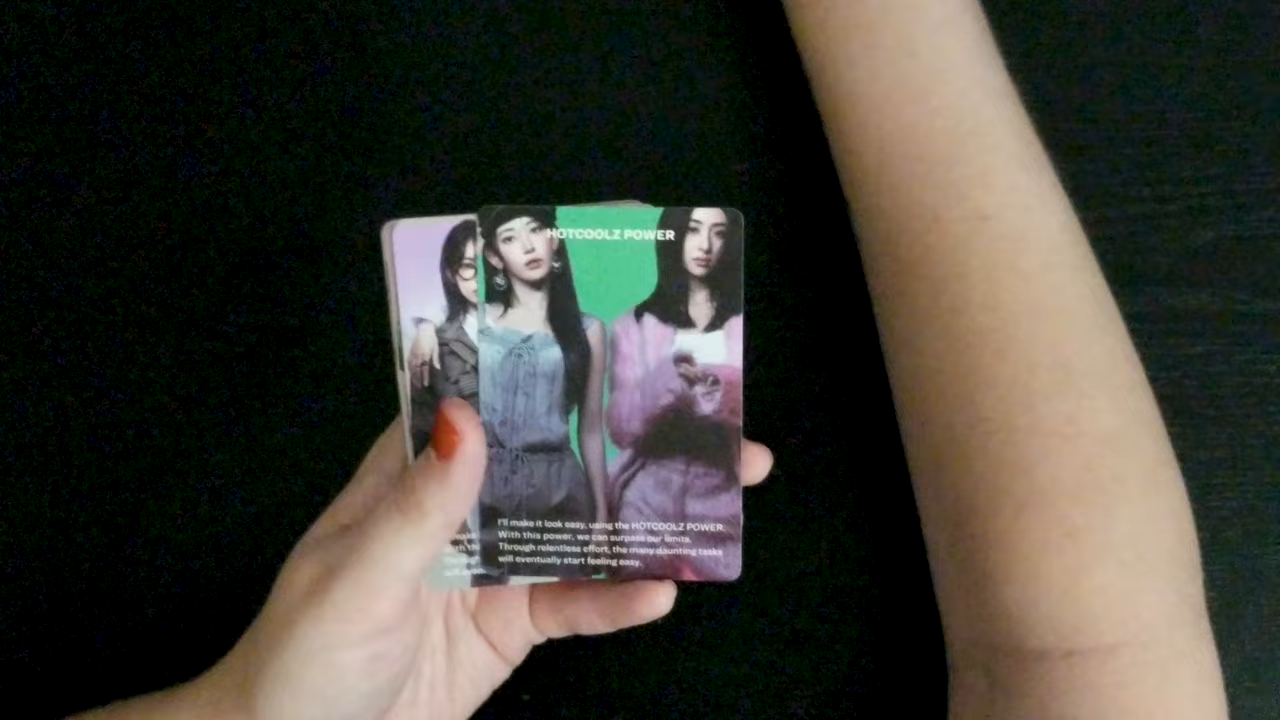 HOTCOOLZ POWER
I'll make it look easy, using the HOTCOOLZ POWER.
With this power, we can surpass our limits.
Through relentless effort, the many daunting tasks
will eventually start feeling easy.